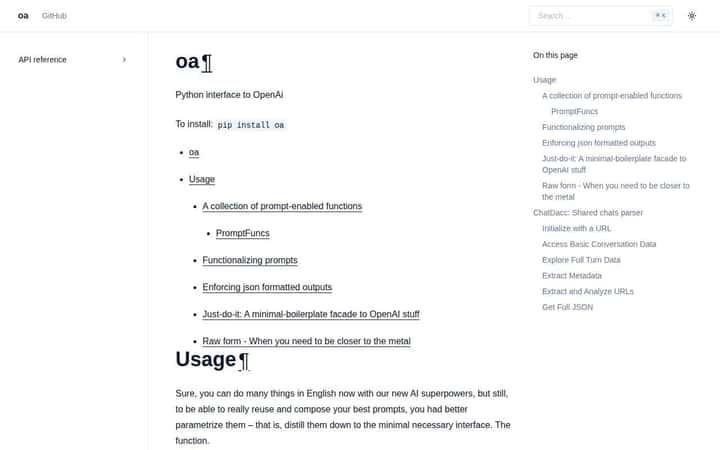 oa GitHub Search... ⌘ K
API reference
oa¶
Python interface to OpenAi
To install: pip install oa
oa
Usage
A collection of prompt-enabled functions
PromptFuncs
Functionalizing prompts
Enforcing json formatted outputs
Just-do-it: A minimal-boilerplate facade to OpenAI stuff
Raw form - When you need to be closer to the metal
Usage¶
Sure, you can do many things in English now with our new AI superpowers, but still,
to be able to really reuse and compose your best prompts, you had better
parametrize them – that is, distill them down to the minimal necessary interface. The
function.
On this page
Usage
A collection of prompt-enabled functions
PromptFuncs
Functionalizing prompts
Enforcing json formatted outputs
Just-do-it: A minimal-boilerplate facade to
OpenAI stuff
Raw form - When you need to be closer to
the metal
ChatDacc: Shared chats parser
Initialize with a URL
Access Basic Conversation Data
Explore Full Turn Data
Extract Metadata
Extract and Analyze URLs
Get Full JSON